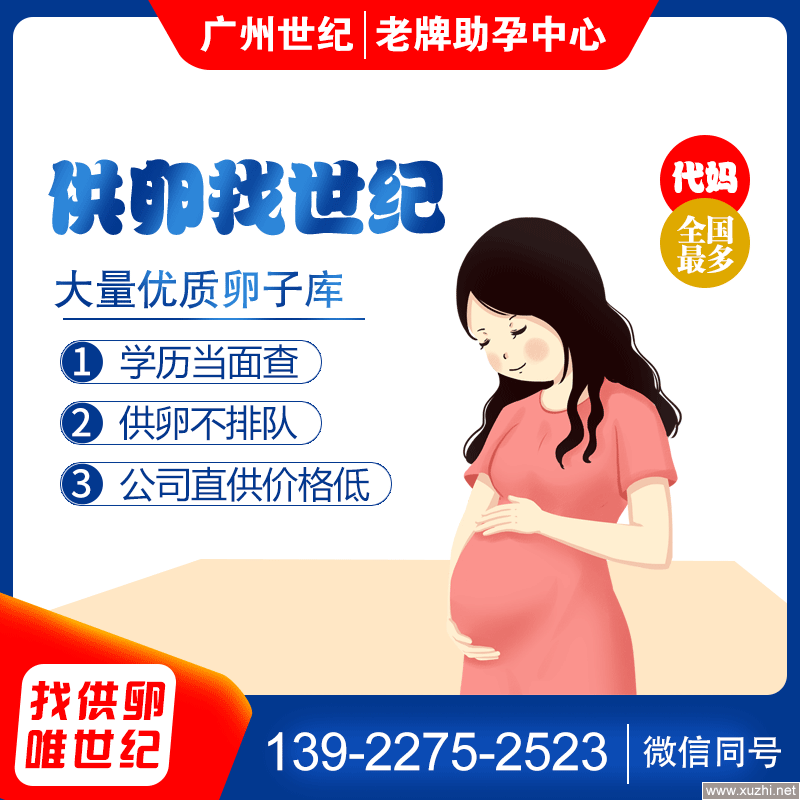 广州世纪 老牌助孕中心
供卵找世纪
代妈
全国
最多
大量优质卵子库
1 学历当面查
2 供卵不排队
3 公司直供价格低
找供卵
唯世纪
139-2275-2523 微信同号
www.xuzhi.net